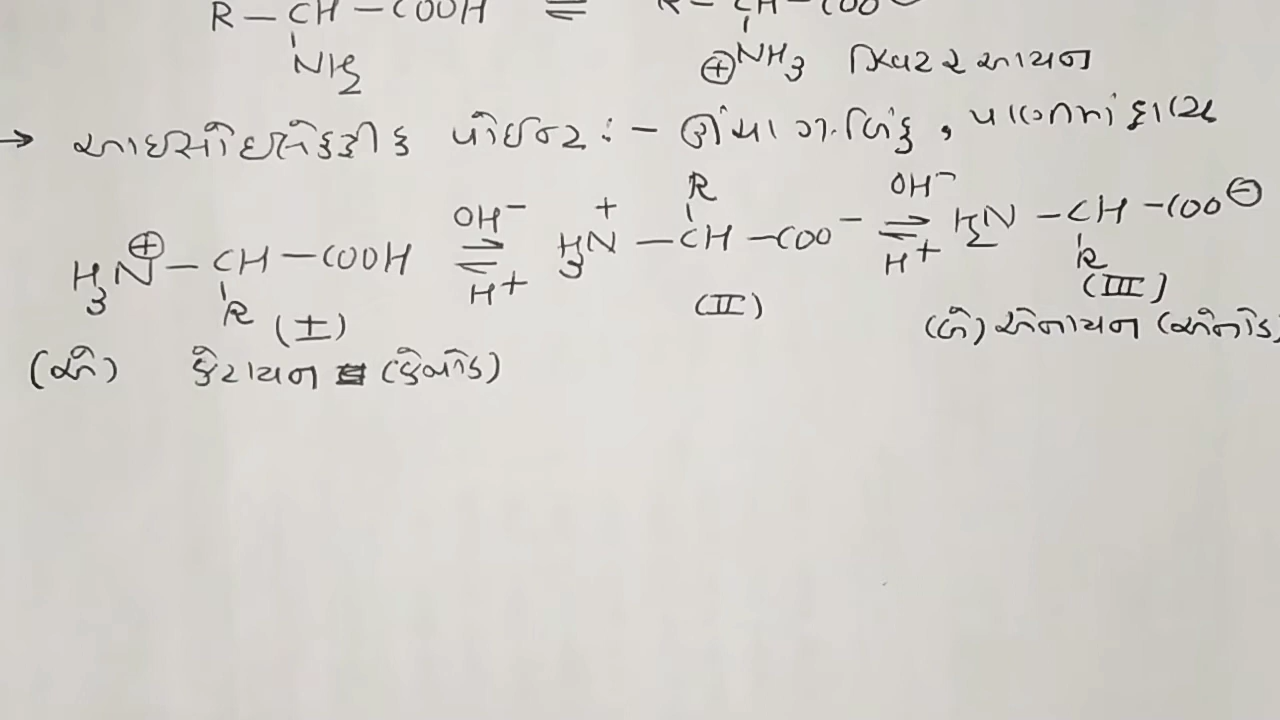 R – CH – COOH ⇌ R – CH – COO⊖
NH2 ⊕NH3 ઝિવટર આયન
→ આઇસોઇલેક્ટ્રીક પોઇન્ટ :-
H3N⊕ – CH – COOH OH⁻ ⇌ H+ H3N+ – CH – COO⁻ OH⁻ ⇌ H+ H2N – CH – COO⊖
R (I) R (II) R (III)
(બ) એનાયન (એનોડ)
(અ) કેટાયન (કેથોડ)